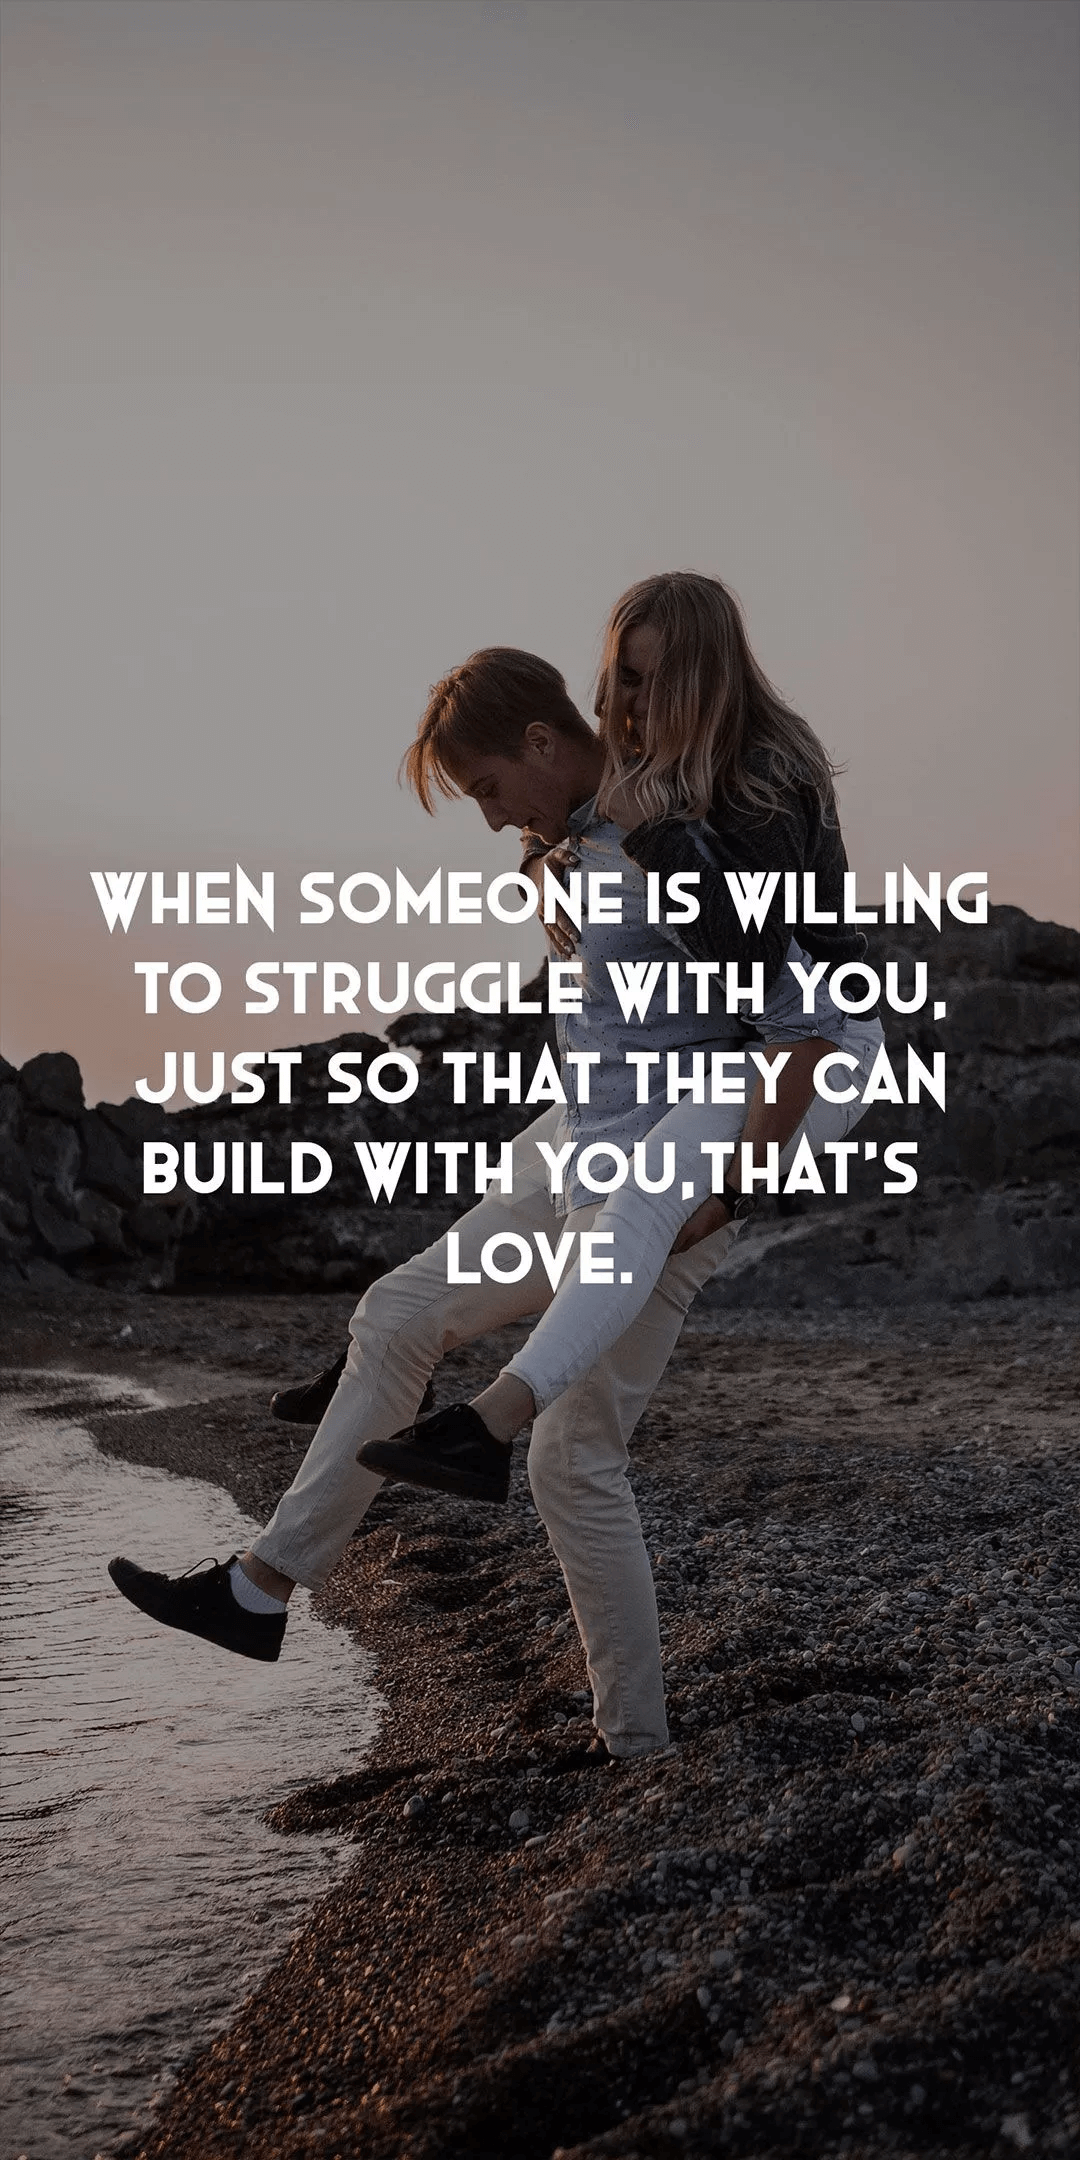 WHEN SOMEONE IS WILLING
TO STRUGGLE WITH YOU,
JUST SO THAT THEY CAN
BUILD WITH YOU,THAT'S
LOVE.